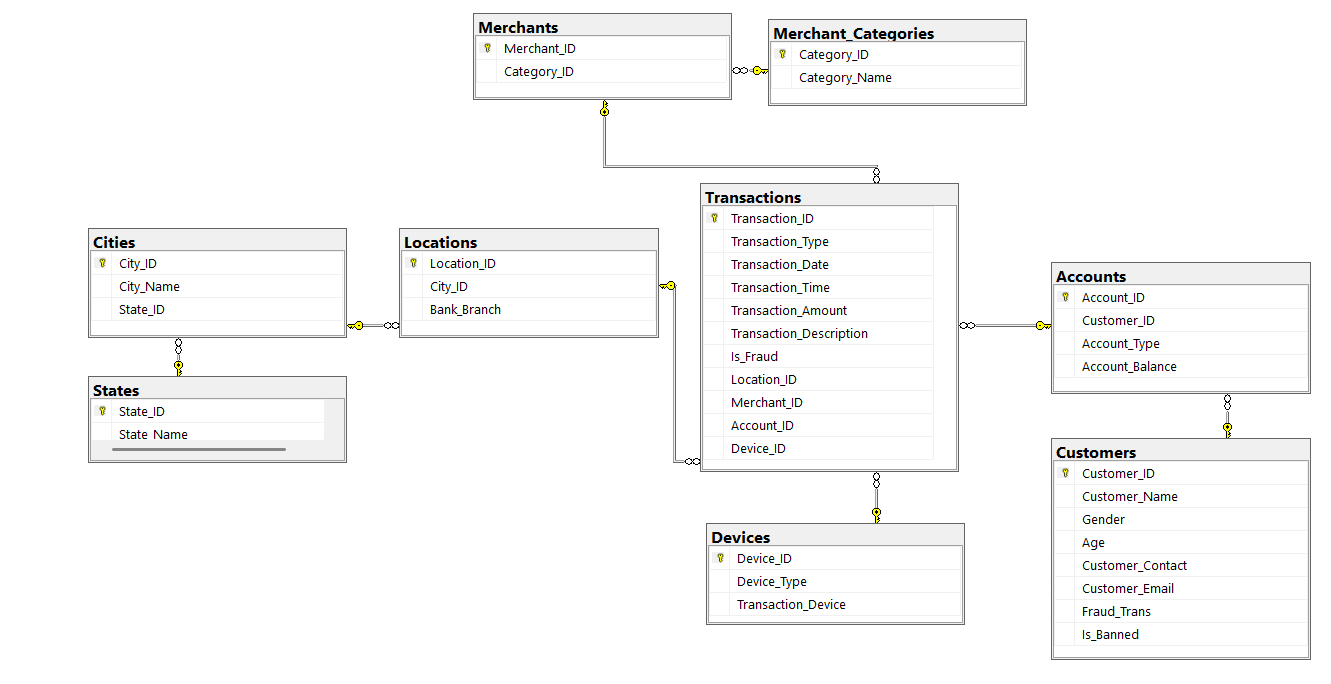 Merchants
Merchant_ID
Category_ID
Merchant_Categories
Category_ID
Category_Name
Transactions
Transaction_ID
Transaction_Type
Transaction_Date
Transaction_Time
Transaction_Amount
Transaction_Description
Is_Fraud
Location_ID
Merchant_ID
Account_ID
Device_ID
Cities
City_ID
City_Name
State_ID
Locations
Location_ID
City_ID
Bank_Branch
States
State_ID
State_Name
Accounts
Account_ID
Customer_ID
Account_Type
Account_Balance
Customers
Customer_ID
Customer_Name
Gender
Age
Customer_Contact
Customer_Email
Fraud_Trans
Is_Banned
Devices
Device_ID
Device_Type
Transaction_Device